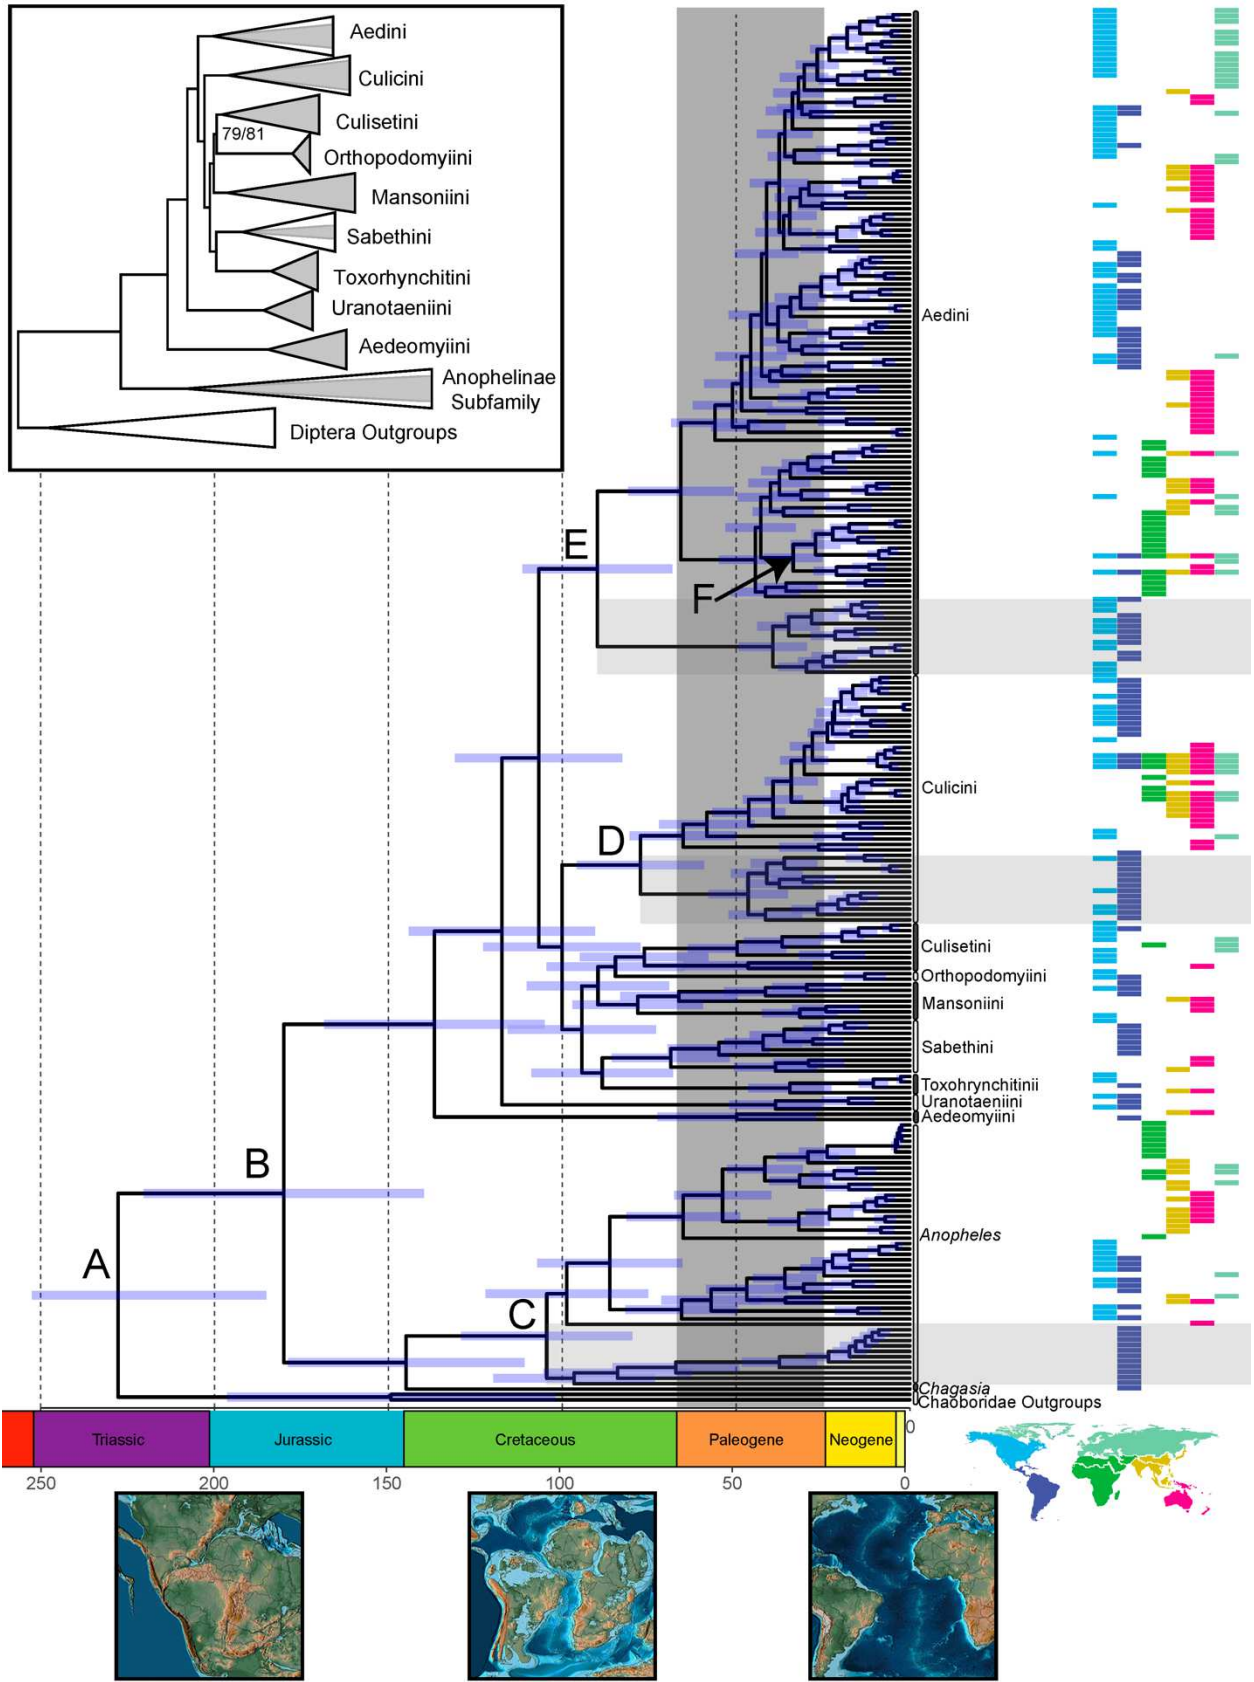 Aedini
Culicini
Culisetini
79/81
Orthopodomyiini
Mansoniini
Sabethini
Toxorhynchitini
Uranotaeniini
Aedeomyiini
Anophelinae
Subfamily
Diptera Outgroups
Aedini
E
F
Culicini
D
Culisetini
Orthopodomyiini
Mansoniini
Sabethini
Toxohrynchitinii
Uranotaeniini
Aedeomyiini
B
Anopheles
A
C
Chagasia
Chaoboridae Outgroups
0
Triassic Jurassic Cretaceous Paleogene Neogene
250 200 150 100 50 0